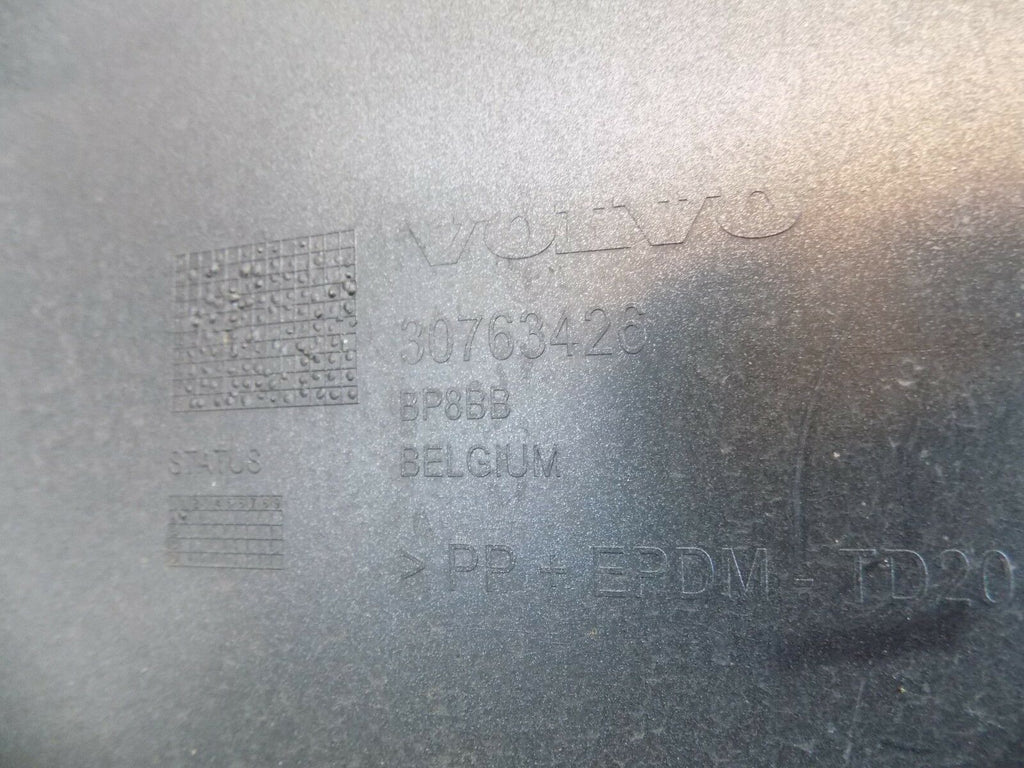 VOLVO
30763426
BP8BB
BELGIUM
STATUS
> PP + EPDM - TD20